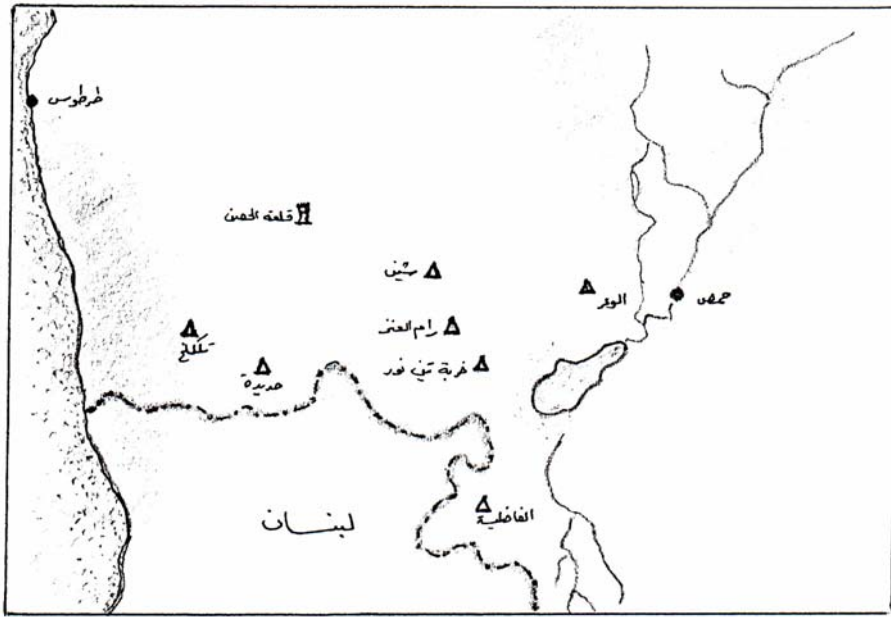 طرطوس
قلعة الحصن
شين
الوعر
حمص
رام العنز
تلكلخ
حديدة
خربة تين نور
الفاضلية
لبنان